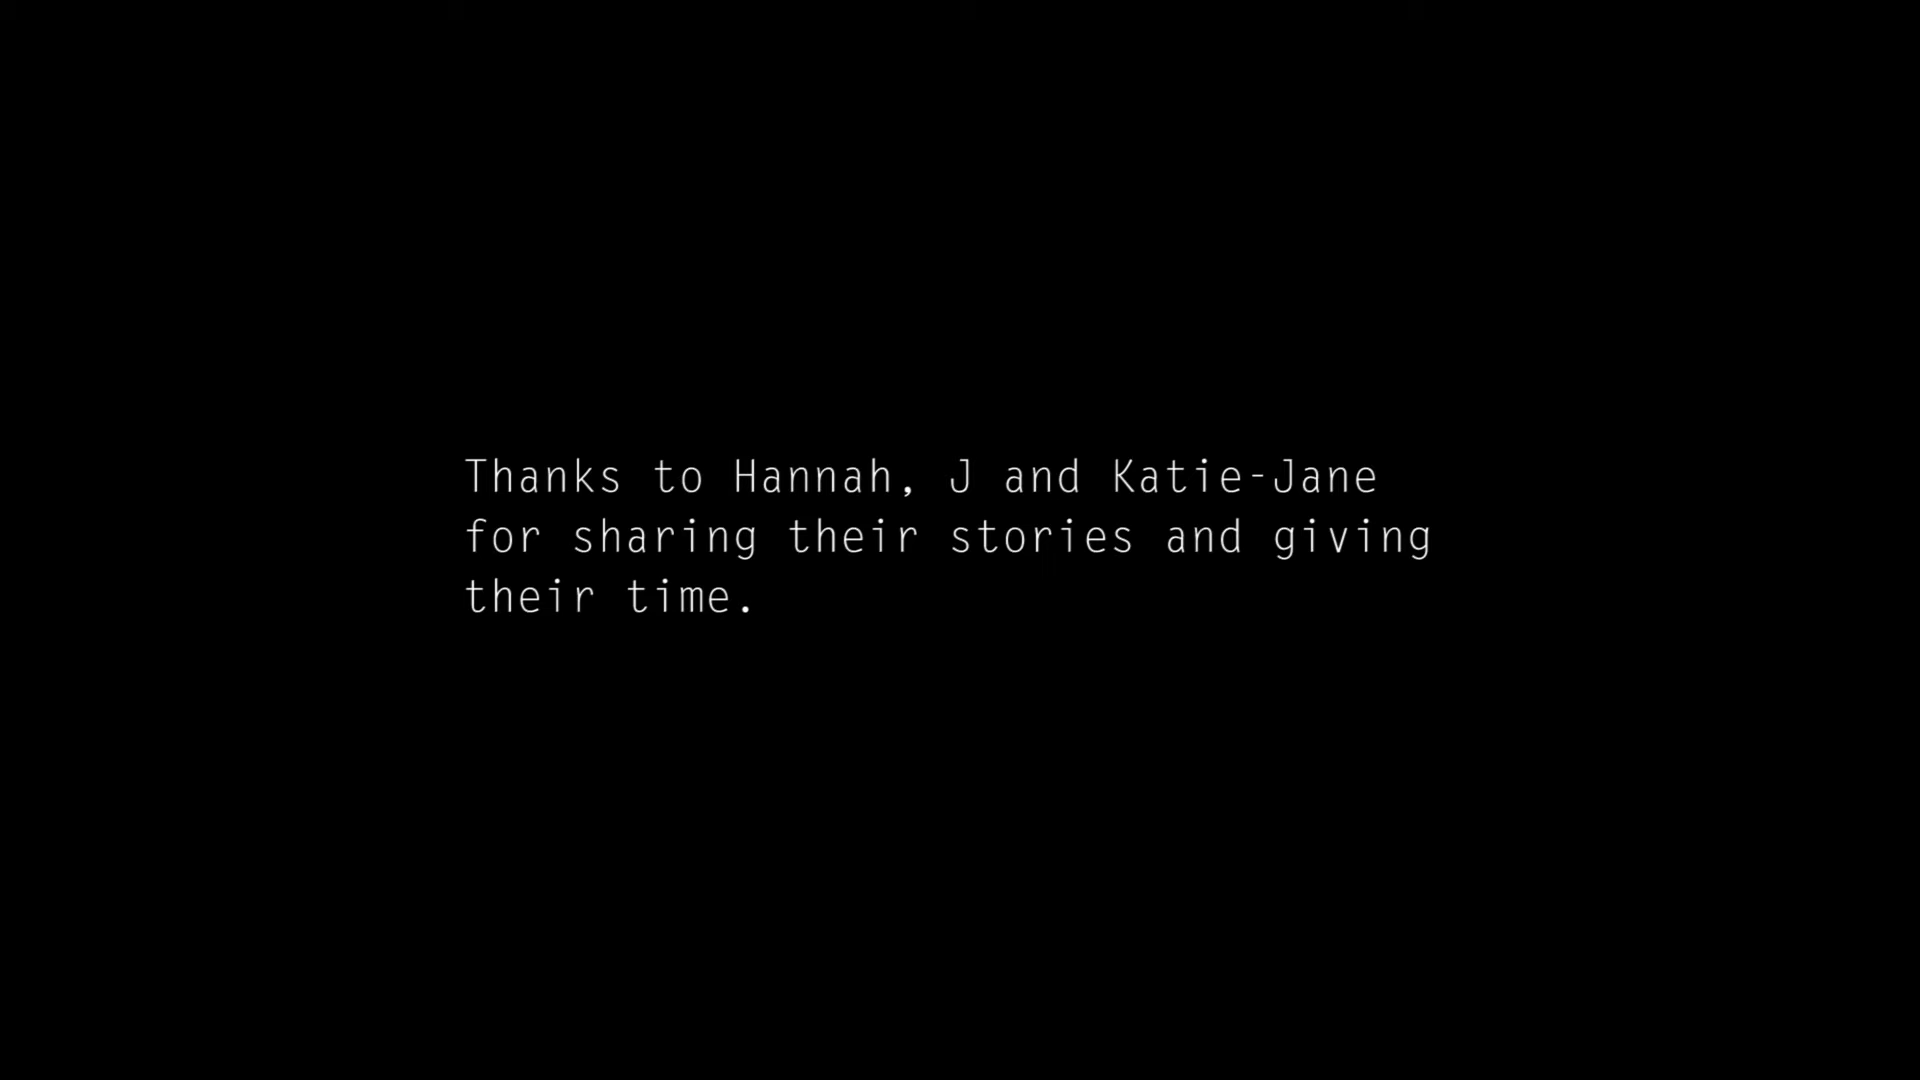 Thanks to Hannah, J and Katie-Jane
for sharing their stories and giving
their time.